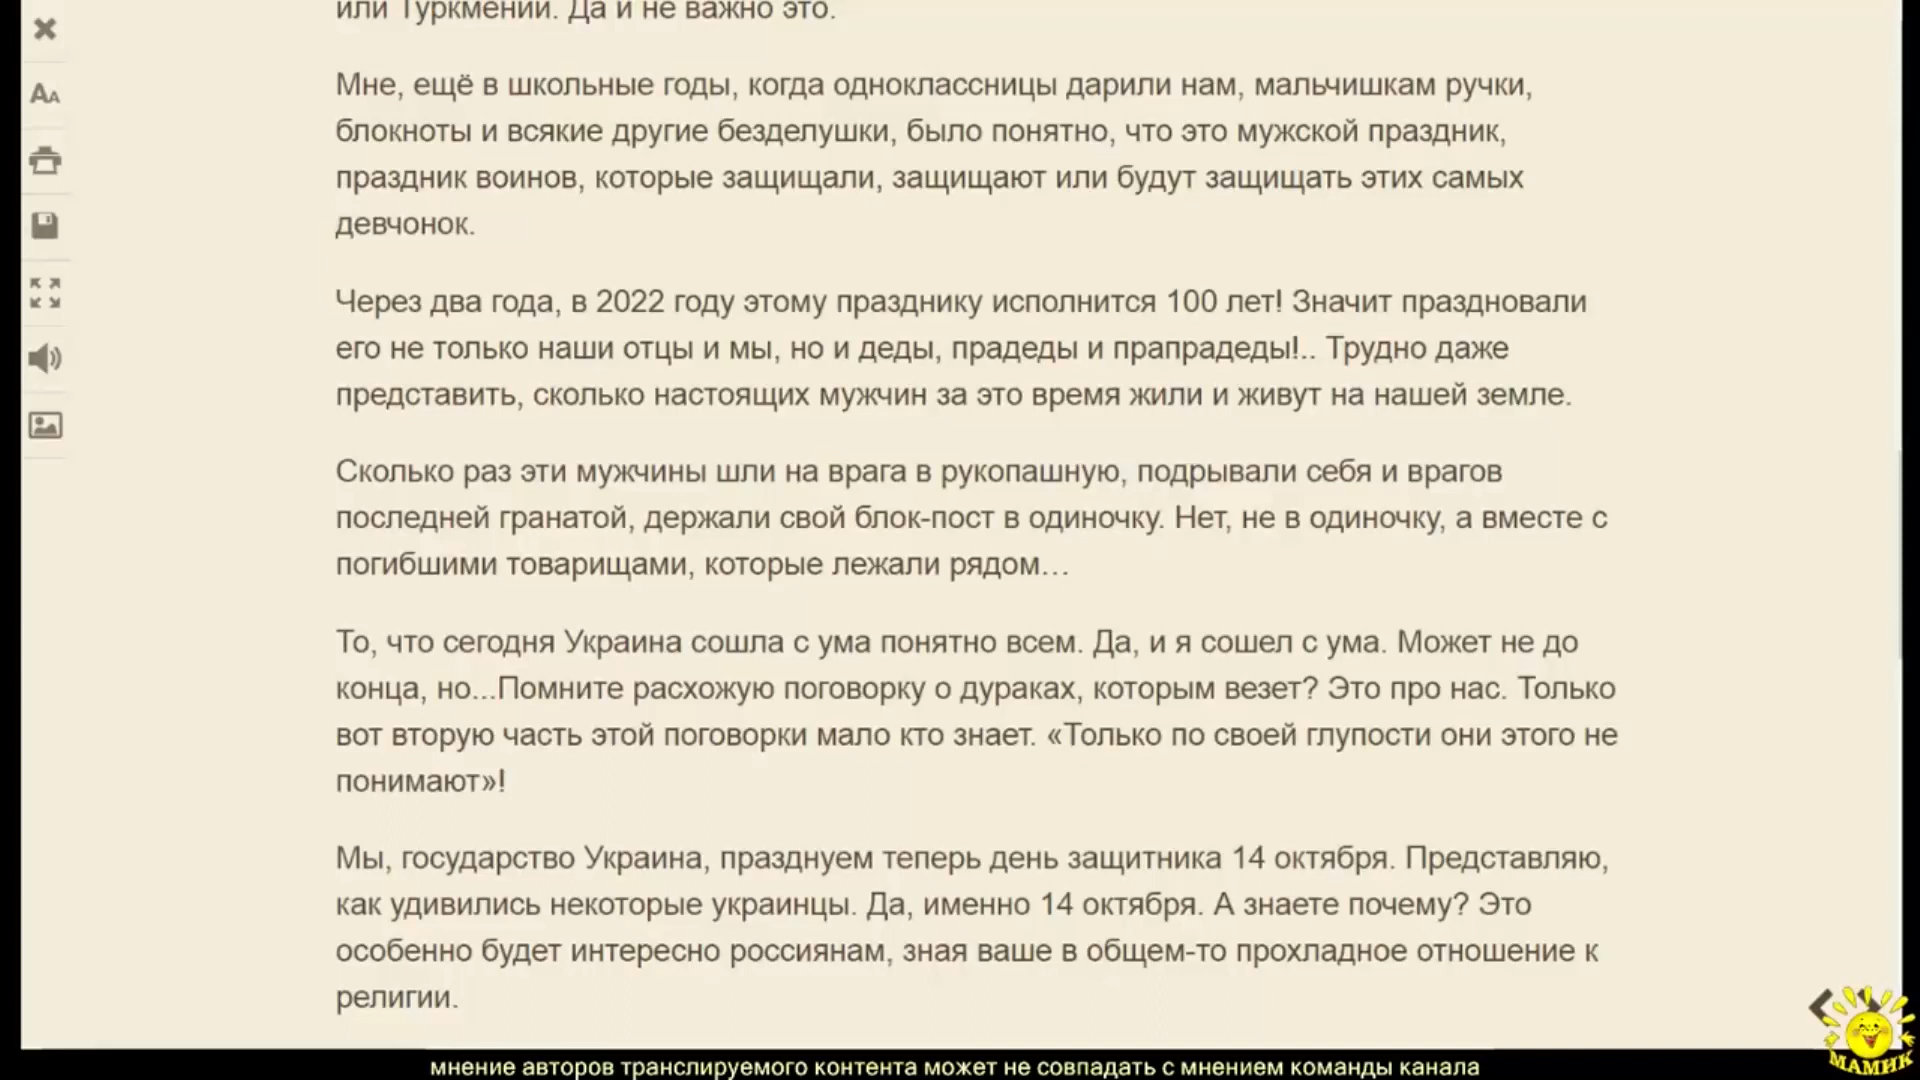 или Туркмении. Да и не важно это.
Мне, ещё в школьные годы, когда одноклассницы дарили нам, мальчишкам ручки,
блокноты и всякие другие безделушки, было понятно, что это мужской праздник,
праздник воинов, которые защищали, защищают или будут защищать этих самых
девчонок.
Через два года, в 2022 году этому празднику исполнится 100 лет! Значит праздновали
его не только наши отцы и мы, но и деды, прадеды и прапрадеды!.. Трудно даже
представить, сколько настоящих мужчин за это время жили и живут на нашей земле.
Сколько раз эти мужчины шли на врага в рукопашную, подрывали себя и врагов
последней гранатой, держали свой блок-пост в одиночку. Нет, не в одиночку, а вместе с
погибшими товарищами, которые лежали рядом…
То, что сегодня Украина сошла с ума понятно всем. Да, и я сошел с ума. Может не до
конца, но...Помните расхожую поговорку о дураках, которым везет? Это про нас. Только
вот вторую часть этой поговорки мало кто знает. «Только по своей глупости они этого не
понимают»!
Мы, государство Украина, празднуем теперь день защитника 14 октября. Представляю,
как удивились некоторые украинцы. Да, именно 14 октября. А знаете почему? Это
особенно будет интересно россиянам, зная ваше в общем-то прохладное отношение к
религии.
МАМИК
мнение авторов транслируемого контента может не совпадать с мнением команды канала